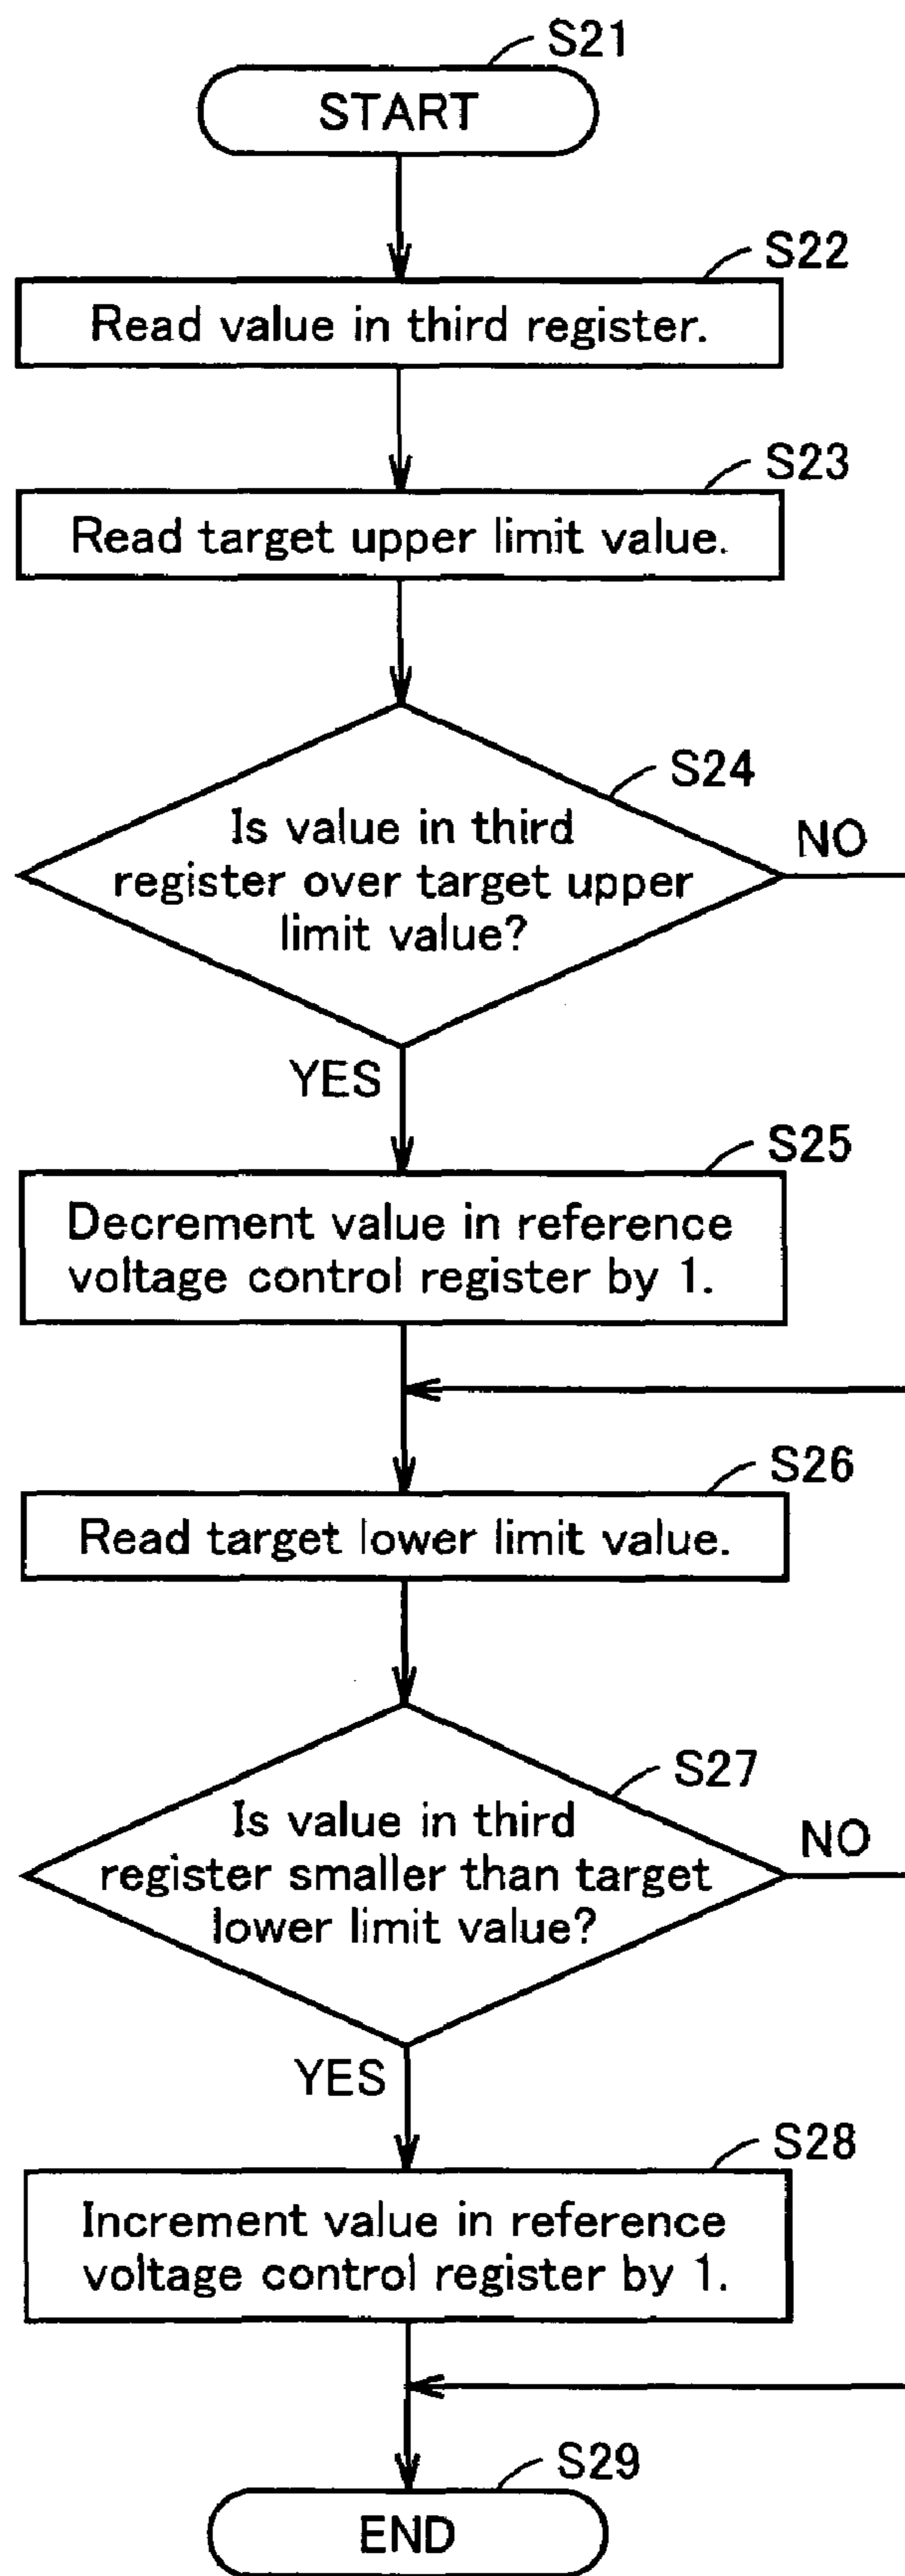 S21
START
S22
Read value in third register.
S23
Read target upper limit value.
S24
Is value in third
register over target upper
limit value?
NO
YES
S25
Decrement value in reference
voltage control register by 1.
S26
Read target lower limit value.
S27
Is value in third
register smaller than target
lower limit value?
NO
YES
S28
Increment value in reference
voltage control register by 1.
S29
END